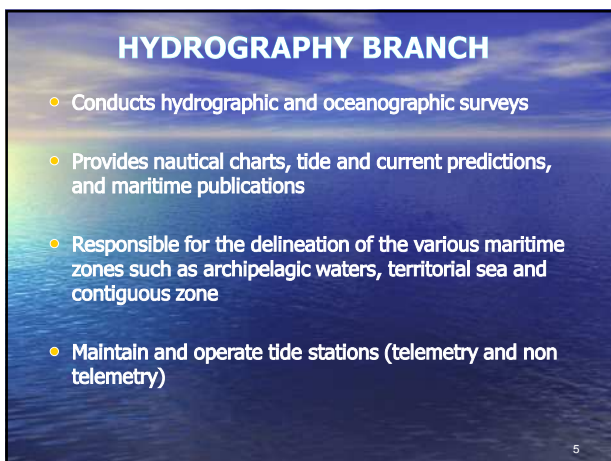 HYDROGRAPHY BRANCH
• Conducts hydrographic and oceanographic surveys
• Provides nautical charts, tide and current predictions,
and maritime publications
• Responsible for the delineation of the various maritime
zones such as archipelagic waters, territorial sea and
contiguous zone
• Maintain and operate tide stations (telemetry and non
telemetry)
5